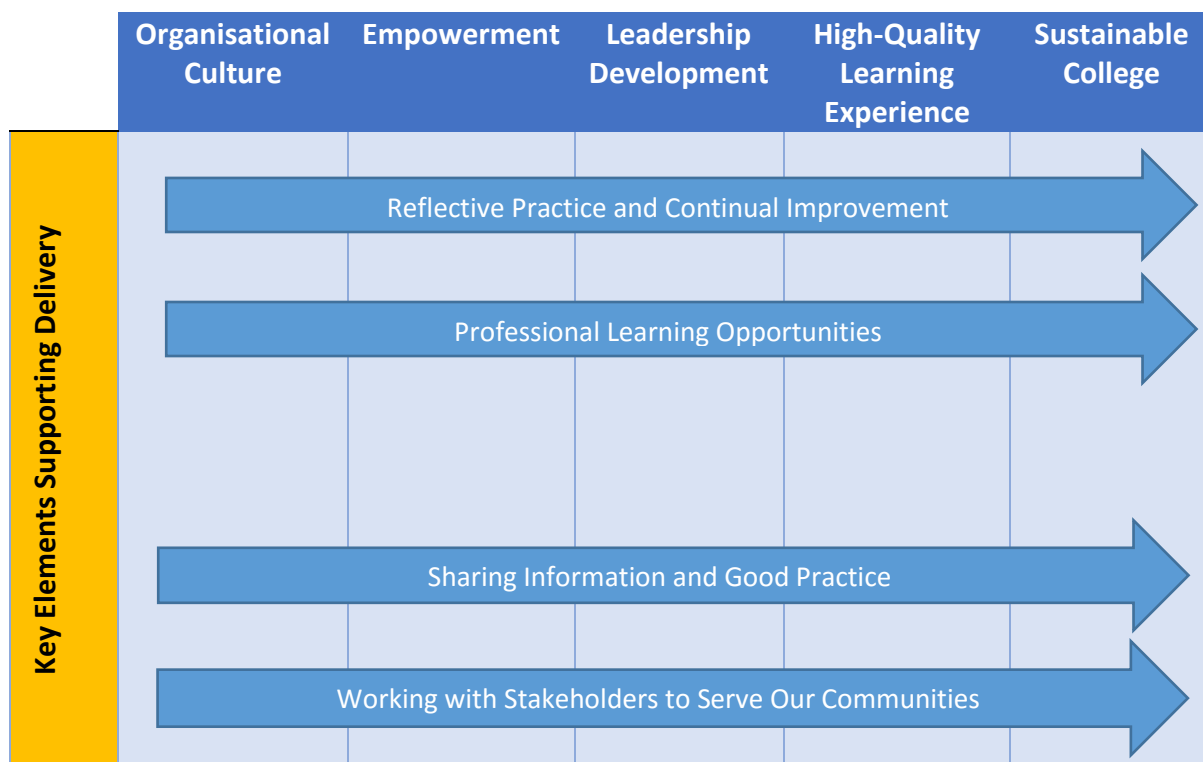 Organisational
Culture
Empowerment
Leadership
Development
High-Quality
Learning
Experience
Sustainable
College
Key Elements Supporting Delivery
Reflective Practice and Continual Improvement
Professional Learning Opportunities
Sharing Information and Good Practice
Working with Stakeholders to Serve Our Communities